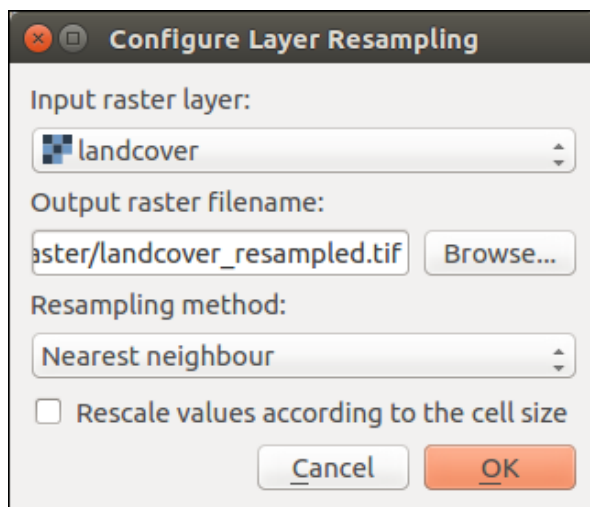 Configure Layer Resampling
Input raster layer:
landcover
Output raster filename:
aster/landcover_resampled.tif Browse...
Resampling method:
Nearest neighbour
Rescale values according to the cell size
Cancel OK